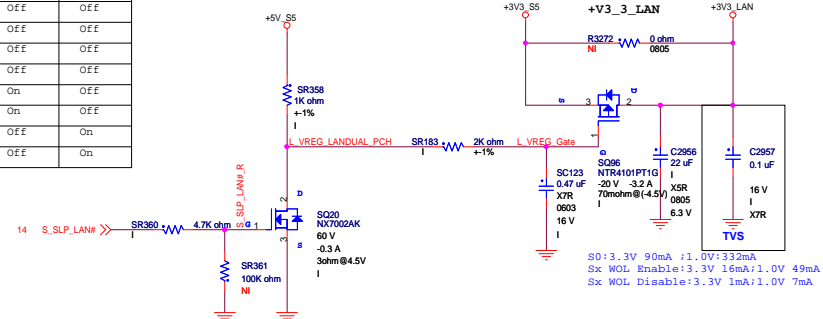 Off Off
Off Off
Off Off
Off Off
On Off
On Off
Off On
Off On
+5V_S5
SR358
1K ohm
+-1%
I
L_VREG_LANDUAL_PCH
SR183
I
2K ohm
+-1%
L_VREG_Gate
S_SLP_LAN#_R
14 S_SLP_LAN#
SR360
I
4.7K ohm
G
1
2
D
3
S
SQ20
NX7002AK
60 V
-0.3 A
3ohm@4.5V
I
SR361
100K ohm
NI
+3V3_S5
+V3_3_LAN
+3V3_LAN
R3272
NI
0 ohm
0805
S
3
D
2
1
G
SQ96
NTR4101PT1G
-20 V -3.2 A
70mohm@(-4.5V)
I
SC123
0.47 uF
X7R
0603
16 V
I
C2956
22 uF
I
X5R
0805
6.3 V
C2957
0.1 uF
16 V
I
X7R
TVS
S0:3.3V 90mA ;1.0V:332mA
Sx WOL Enable:3.3V 16mA;1.0V 49mA
Sx WOL Disable:3.3V 1mA;1.0V 7mA